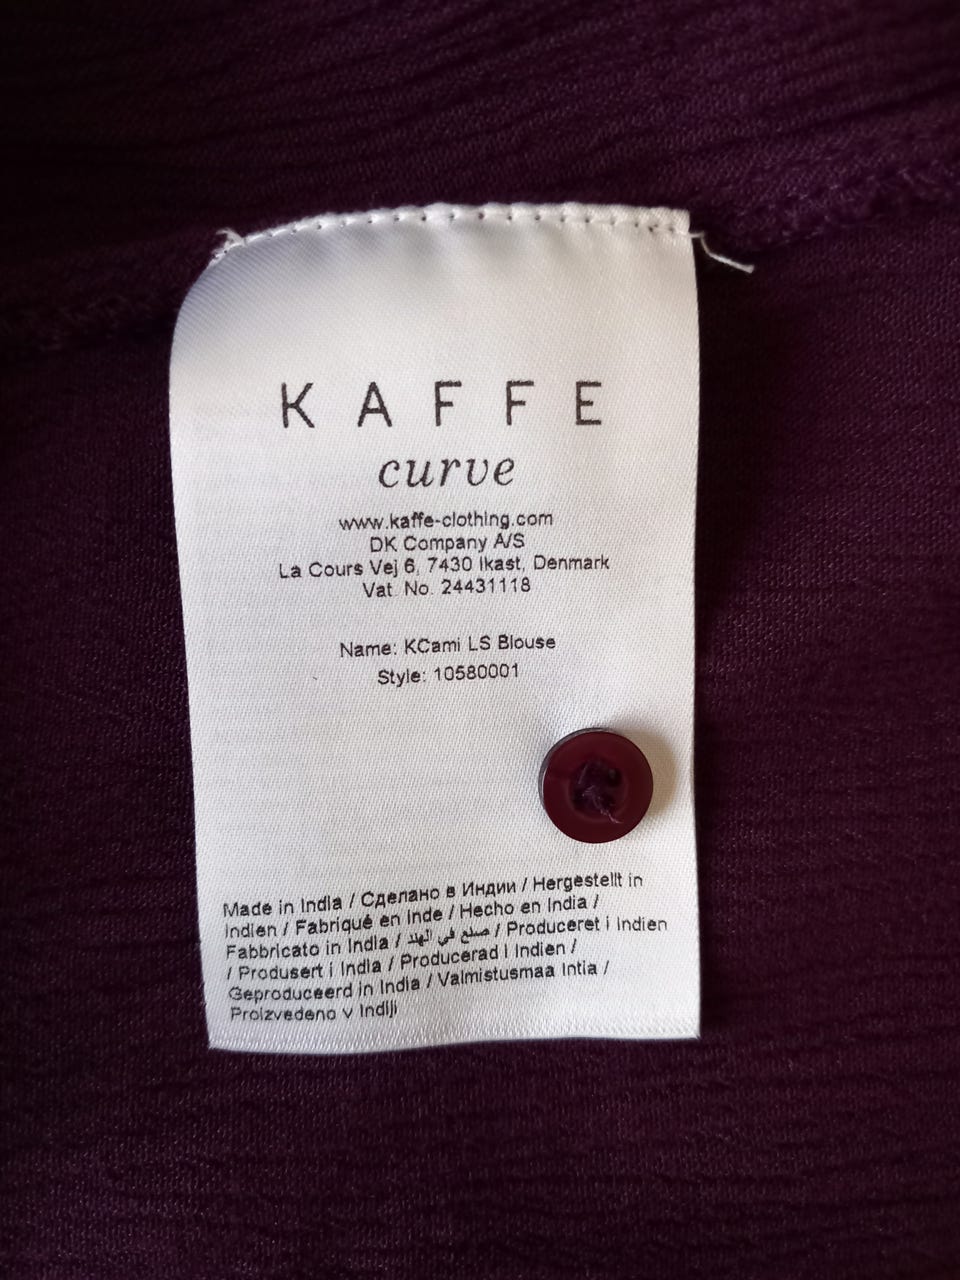 KAFFE
curve
www.kaffe-clothing.com
DK Company A/S
La Cours Vej 6, 7430 Ikast, Denmark
Vat. No. 24431118
Name: KCami LS Blouse
Style: 10580001
Made in India / Сделано в Индии / Hergestellt in
Indien / Fabriqué en Inde / Hecho en India /
Fabbricato in India / صنع في الهند / Produceret i Indien
/ Produsert i India / Producerad i Indien /
Geproduceerd in India / Valmistusmaa Intia /
Proizvedeno v Indiji